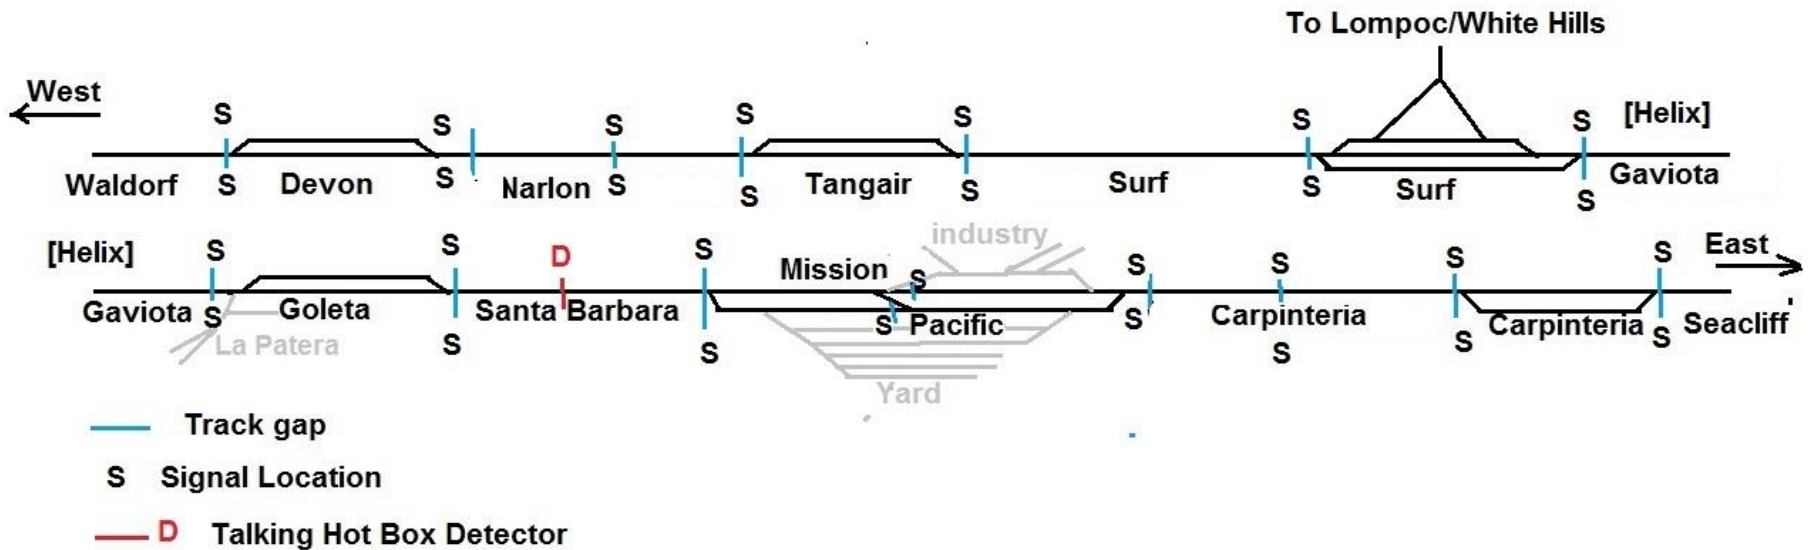 To Lompoc/White Hills
West
S S S S S S S [Helix]
S S S S S S S
Waldorf Devon Narlon Tangair Surf Surf Gaviota
[Helix] S S D S Mission industry S S S S S East
Gaviota S Goleta Santa Barbara S Pacific S Carpinteria Carpinteria Seacliff
La Patera S S S S S
Yard
Track gap
S Signal Location
D Talking Hot Box Detector